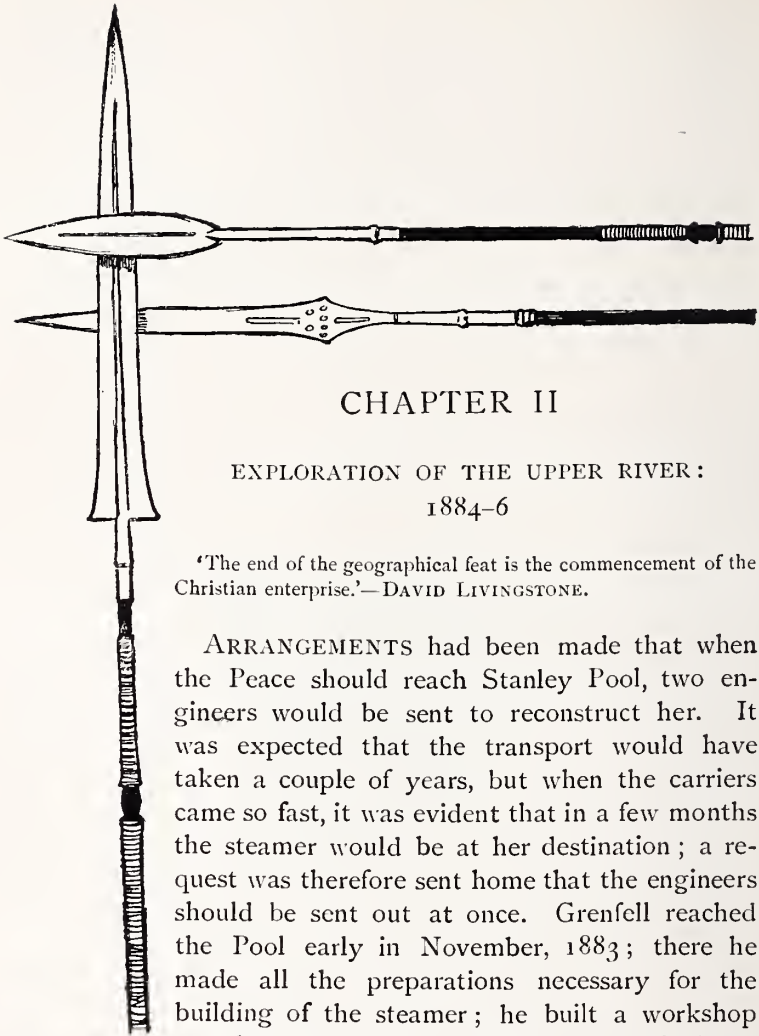 CHAPTER II
EXPLORATION OF THE UPPER RIVER:
1884–6
‘The end of the geographical feat is the commencement of the
Christian enterprise.’—DAVID LIVINGSTONE.
ARRANGEMENTS had been made that when
the Peace should reach Stanley Pool, two en-
gineers would be sent to reconstruct her. It
was expected that the transport would have
taken a couple of years, but when the carriers
came so fast, it was evident that in a few months
the steamer would be at her destination; a re-
quest was therefore sent home that the engineers
should be sent out at once. Grenfell reached
the Pool early in November, 1883; there he
made all the preparations necessary for the
building of the steamer; he built a workshop